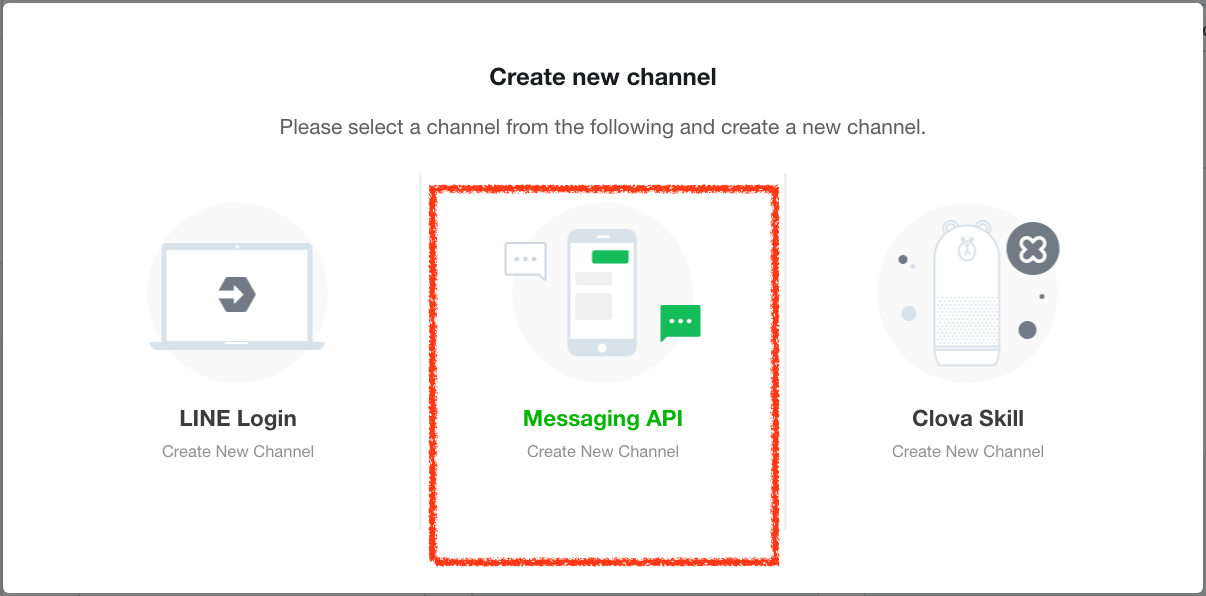 Create new channel
Please select a channel from the following and create a new channel.
LINE Login
Create New Channel
Messaging API
Create New Channel
Clova Skill
Create New Channel